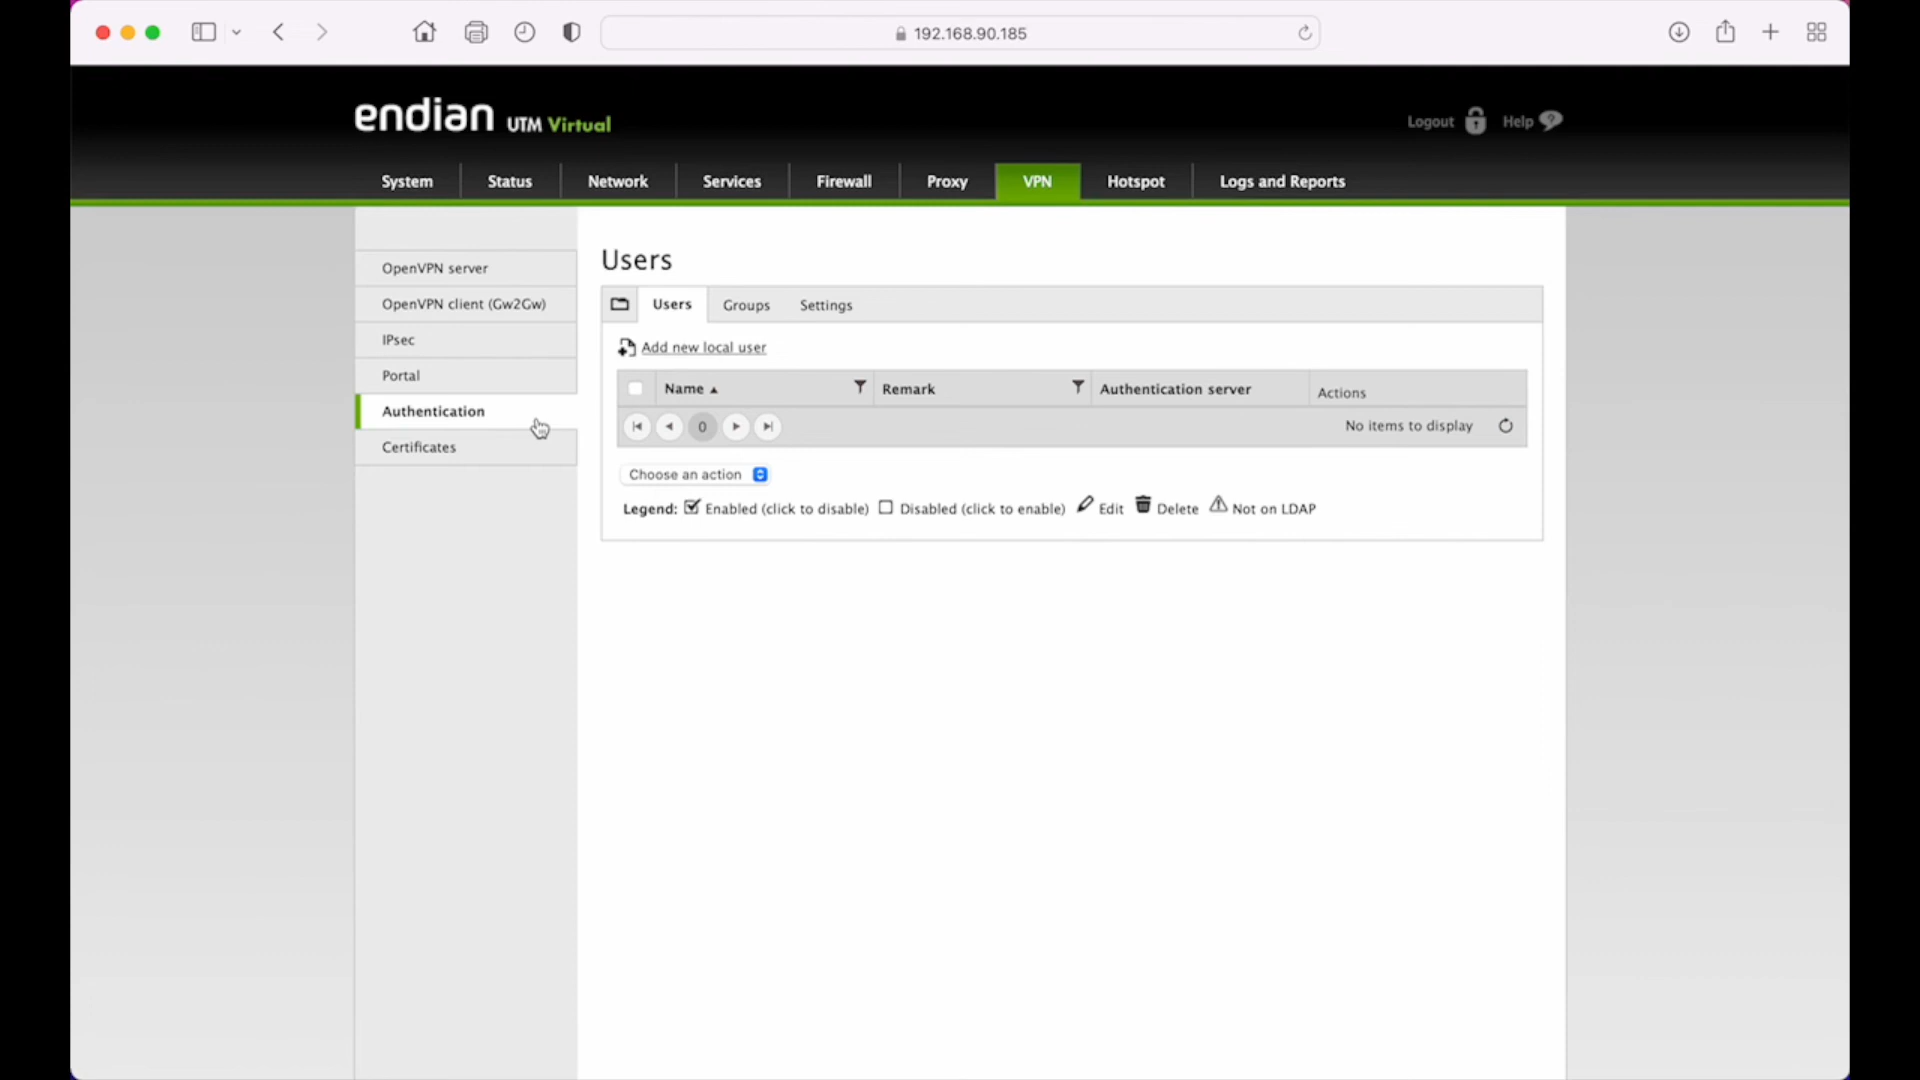 192.168.90.185
endian UTM Virtual
Logout Help
System Status Network Services Firewall Proxy VPN Hotspot Logs and Reports
OpenVPN server
OpenVPN client (Gw2Gw)
IPsec
Portal
Authentication
Certificates
Users
Users Groups Settings
Add new local user
Name Remark Authentication server Actions
0 No items to display
Choose an action
Legend: Enabled (click to disable) Disabled (click to enable) Edit Delete Not on LDAP